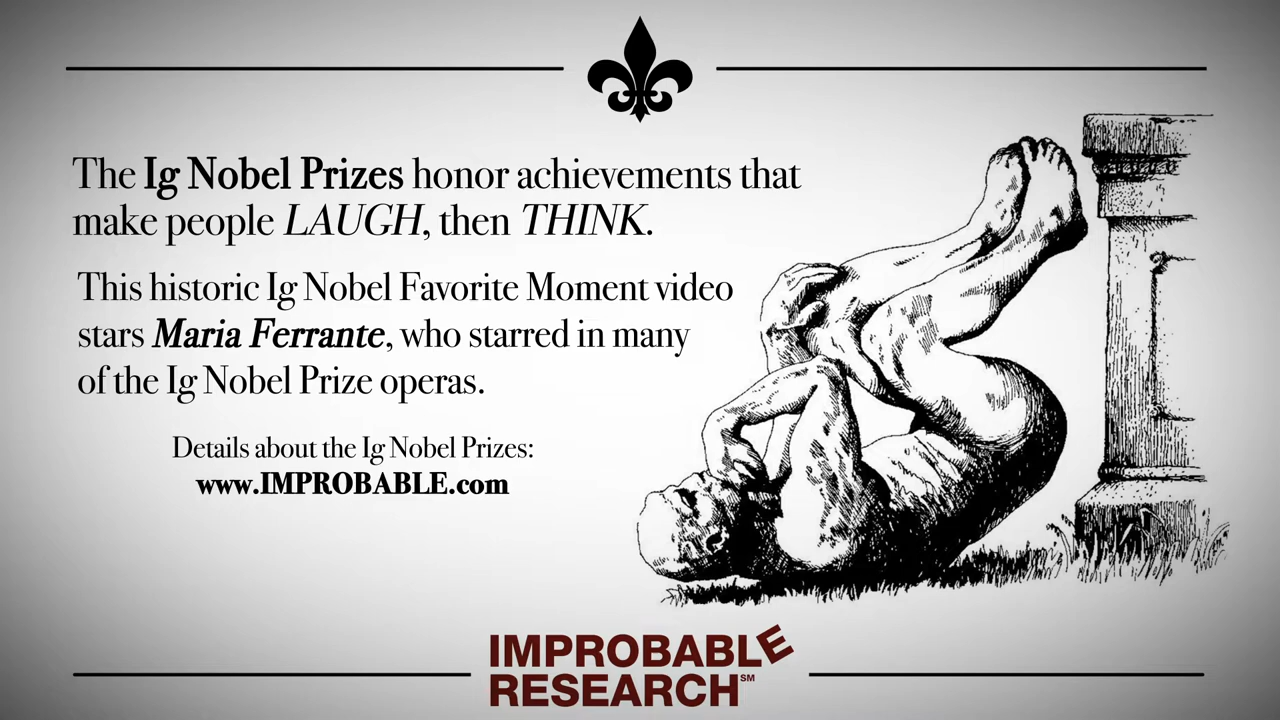 The Ig Nobel Prizes honor achievements that
make people LAUGH, then THINK.
This historic Ig Nobel Favorite Moment video
stars Maria Ferrante, who starred in many
of the Ig Nobel Prize operas.
Details about the Ig Nobel Prizes:
www.IMPROBABLE.com
IMPROBABLE
RESEARCH℠